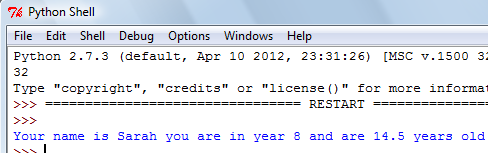 Python Shell
File Edit Shell Debug Options Windows Help
Python 2.7.3 (default, Apr 10 2012, 23:31:26) [MSC v.1500 32
32
Type "copyright", "credits" or "license()" for more informat
>>> ================================ RESTART ================
>>>
Your name is Sarah you are in year 8 and are 14.5 years old
>>>